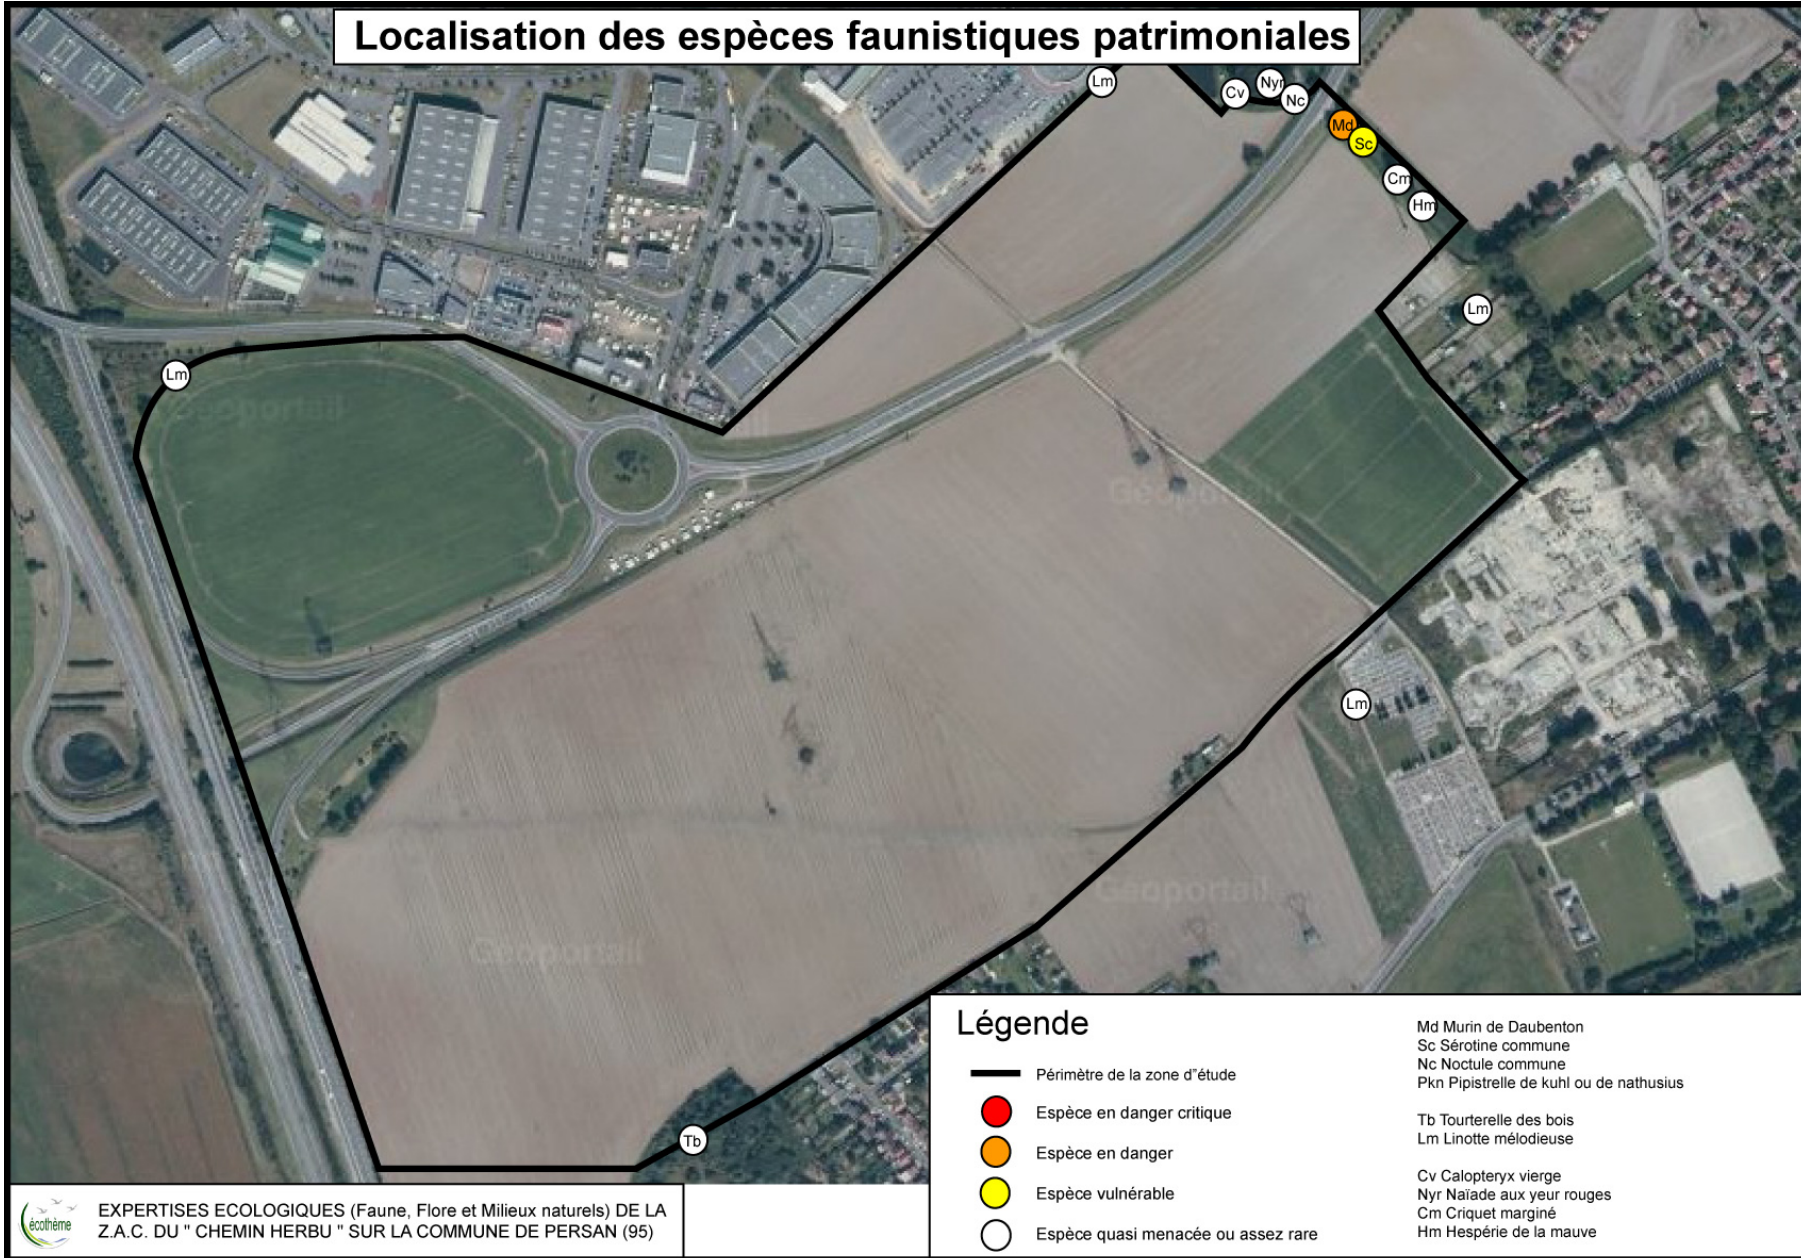 Localisation des espèces faunistiques patrimoniales
Lm
Cv
Nyr
Nc
Md
Sc
Cm
Hm
Lm
Lm
Géoportail
Géoportail
Lm
Géoportail
Géoportail
Tb
Légende
Périmètre de la zone d"étude
Espèce en danger critique
Espèce en danger
Espèce vulnérable
Espèce quasi menacée ou assez rare
Md Murin de Daubenton
Sc Sérotine commune
Nc Noctule commune
Pkn Pipistrelle de kuhl ou de nathusius
Tb Tourterelle des bois
Lm Linotte mélodieuse
Cv Calopteryx vierge
Nyr Naïade aux yeur rouges
Cm Criquet marginé
Hm Hespérie de la mauve
écothème
EXPERTISES ECOLOGIQUES (Faune, Flore et Milieux naturels) DE LA
Z.A.C. DU " CHEMIN HERBU " SUR LA COMMUNE DE PERSAN (95)